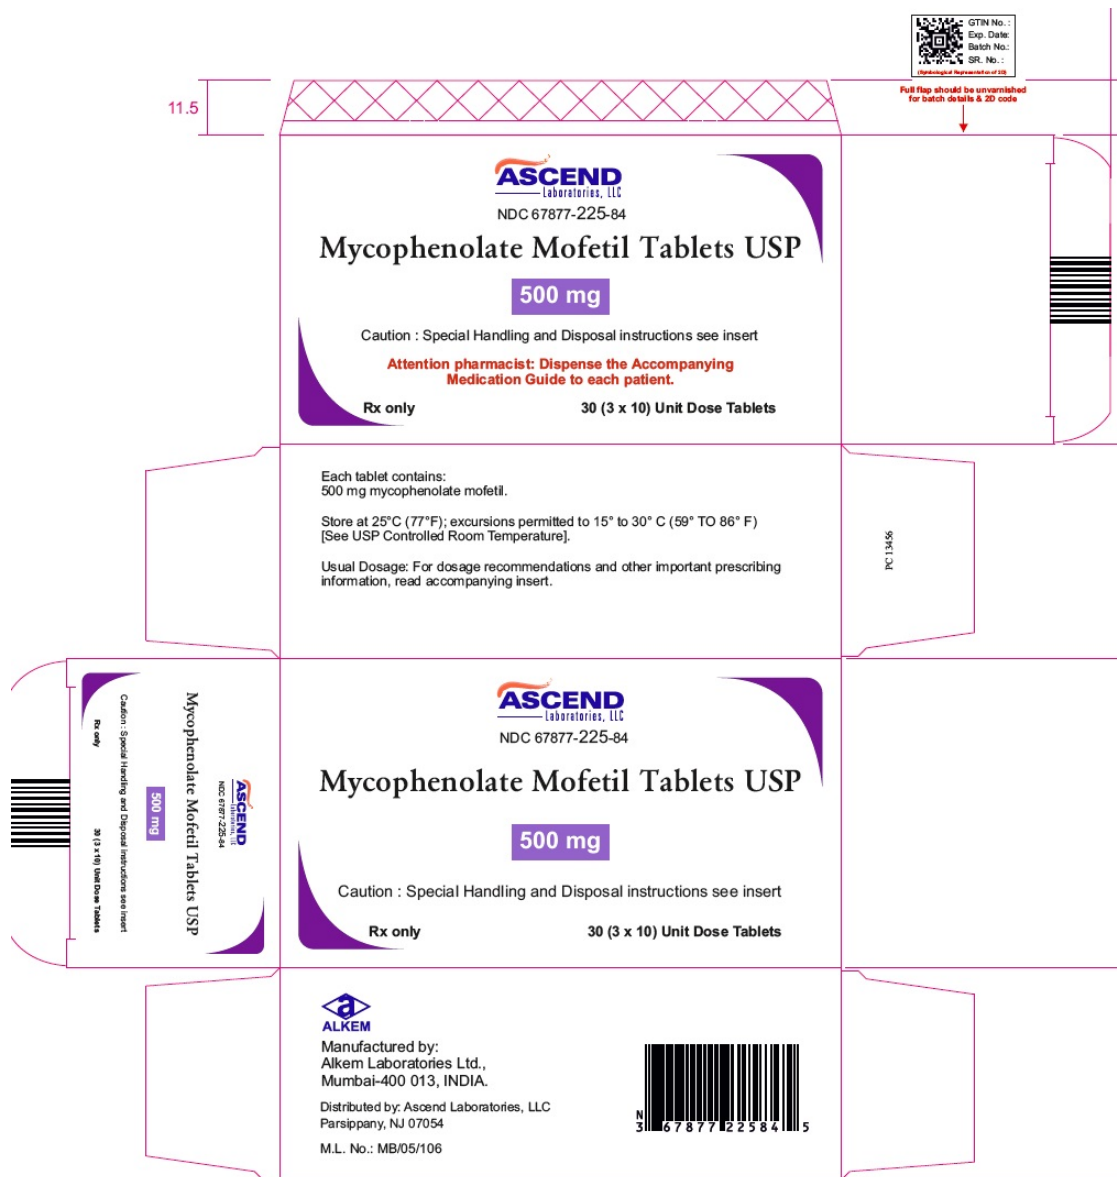 GTIN No. :
Exp. Date:
Batch No.:
SR. No. :
(Symbological Representation of 2D)
Full flap should be unvarnished
for batch details & 2D code
11.5
ASCEND
Laboratories, LLC
NDC 67877-225-84
Mycophenolate Mofetil Tablets USP
500 mg
Caution : Special Handling and Disposal instructions see insert
Attention pharmacist: Dispense the Accompanying
Medication Guide to each patient.
Rx only
30 (3 x 10) Unit Dose Tablets
Each tablet contains:
500 mg mycophenolate mofetil.
Store at 25°C (77°F); excursions permitted to 15° to 30° C (59° TO 86° F)
[See USP Controlled Room Temperature].
Usual Dosage: For dosage recommendations and other important prescribing
information, read accompanying insert.
PC 13456
ASCEND
Laboratories, LLC
NDC 67877-225-84
Mycophenolate Mofetil Tablets USP
500 mg
Caution : Special Handling and Disposal instructions see insert
Rx only
30 (3 x 10) Unit Dose Tablets
ASCEND
Laboratories, LLC
NDC 67877-225-84
Mycophenolate Mofetil Tablets USP
500 mg
Caution : Special Handling and Disposal instructions see insert
Rx only
30 (3 x 10) Unit Dose Tablets
a
ALKEM
Manufactured by:
Alkem Laboratories Ltd.,
Mumbai-400 013, INDIA.
Distributed by: Ascend Laboratories, LLC
Parsippany, NJ 07054
M.L. No.: MB/05/106
N
3 67877 22584 5